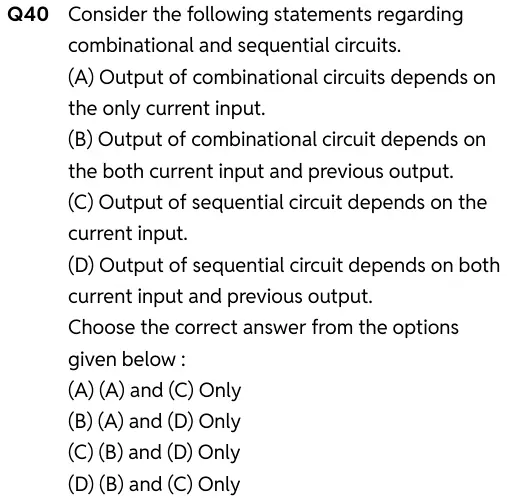 Q40 Consider the following statements regarding
combinational and sequential circuits.
(A) Output of combinational circuits depends on
the only current input.
(B) Output of combinational circuit depends on
the both current input and previous output.
(C) Output of sequential circuit depends on the
current input.
(D) Output of sequential circuit depends on both
current input and previous output.
Choose the correct answer from the options
given below :
(A) (A) and (C) Only
(B) (A) and (D) Only
(C) (B) and (D) Only
(D) (B) and (C) Only